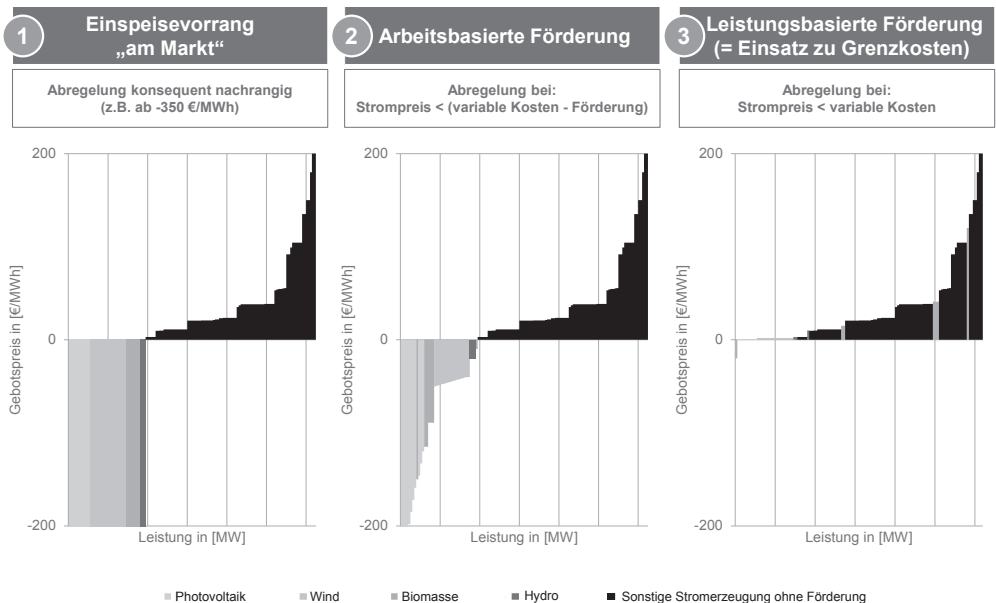 1
Einspeisevorrang
„am Markt“
Abregelung konsequent nachrangig
(z.B. ab -350 €/MWh)
200
0
-200
Gebotspreis in [€/MWh]
Leistung in [MW]
2
Arbeitsbasierte Förderung
Abregelung bei:
Strompreis < (variable Kosten - Förderung)
200
0
-200
Gebotspreis in [€/MWh]
Leistung in [MW]
3
Leistungsbasierte Förderung
(= Einsatz zu Grenzkosten)
Abregelung bei:
Strompreis < variable Kosten
200
0
-200
Gebotspreis in [€/MWh]
Leistung in [MW]
Photovoltaik Wind Biomasse Hydro Sonstige Stromerzeugung ohne Förderung